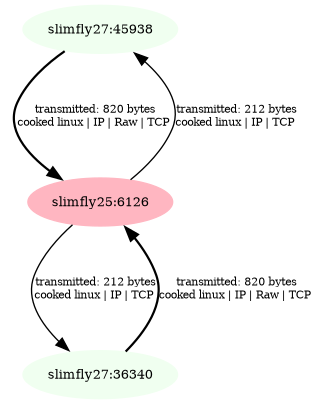 slimfly27:45938
transmitted: 820 bytes
cooked linux | IP | Raw | TCP
transmitted: 212 bytes
cooked linux | IP | TCP
slimfly25:6126
transmitted: 212 bytes
cooked linux | IP | TCP
transmitted: 820 bytes
cooked linux | IP | Raw | TCP
slimfly27:36340